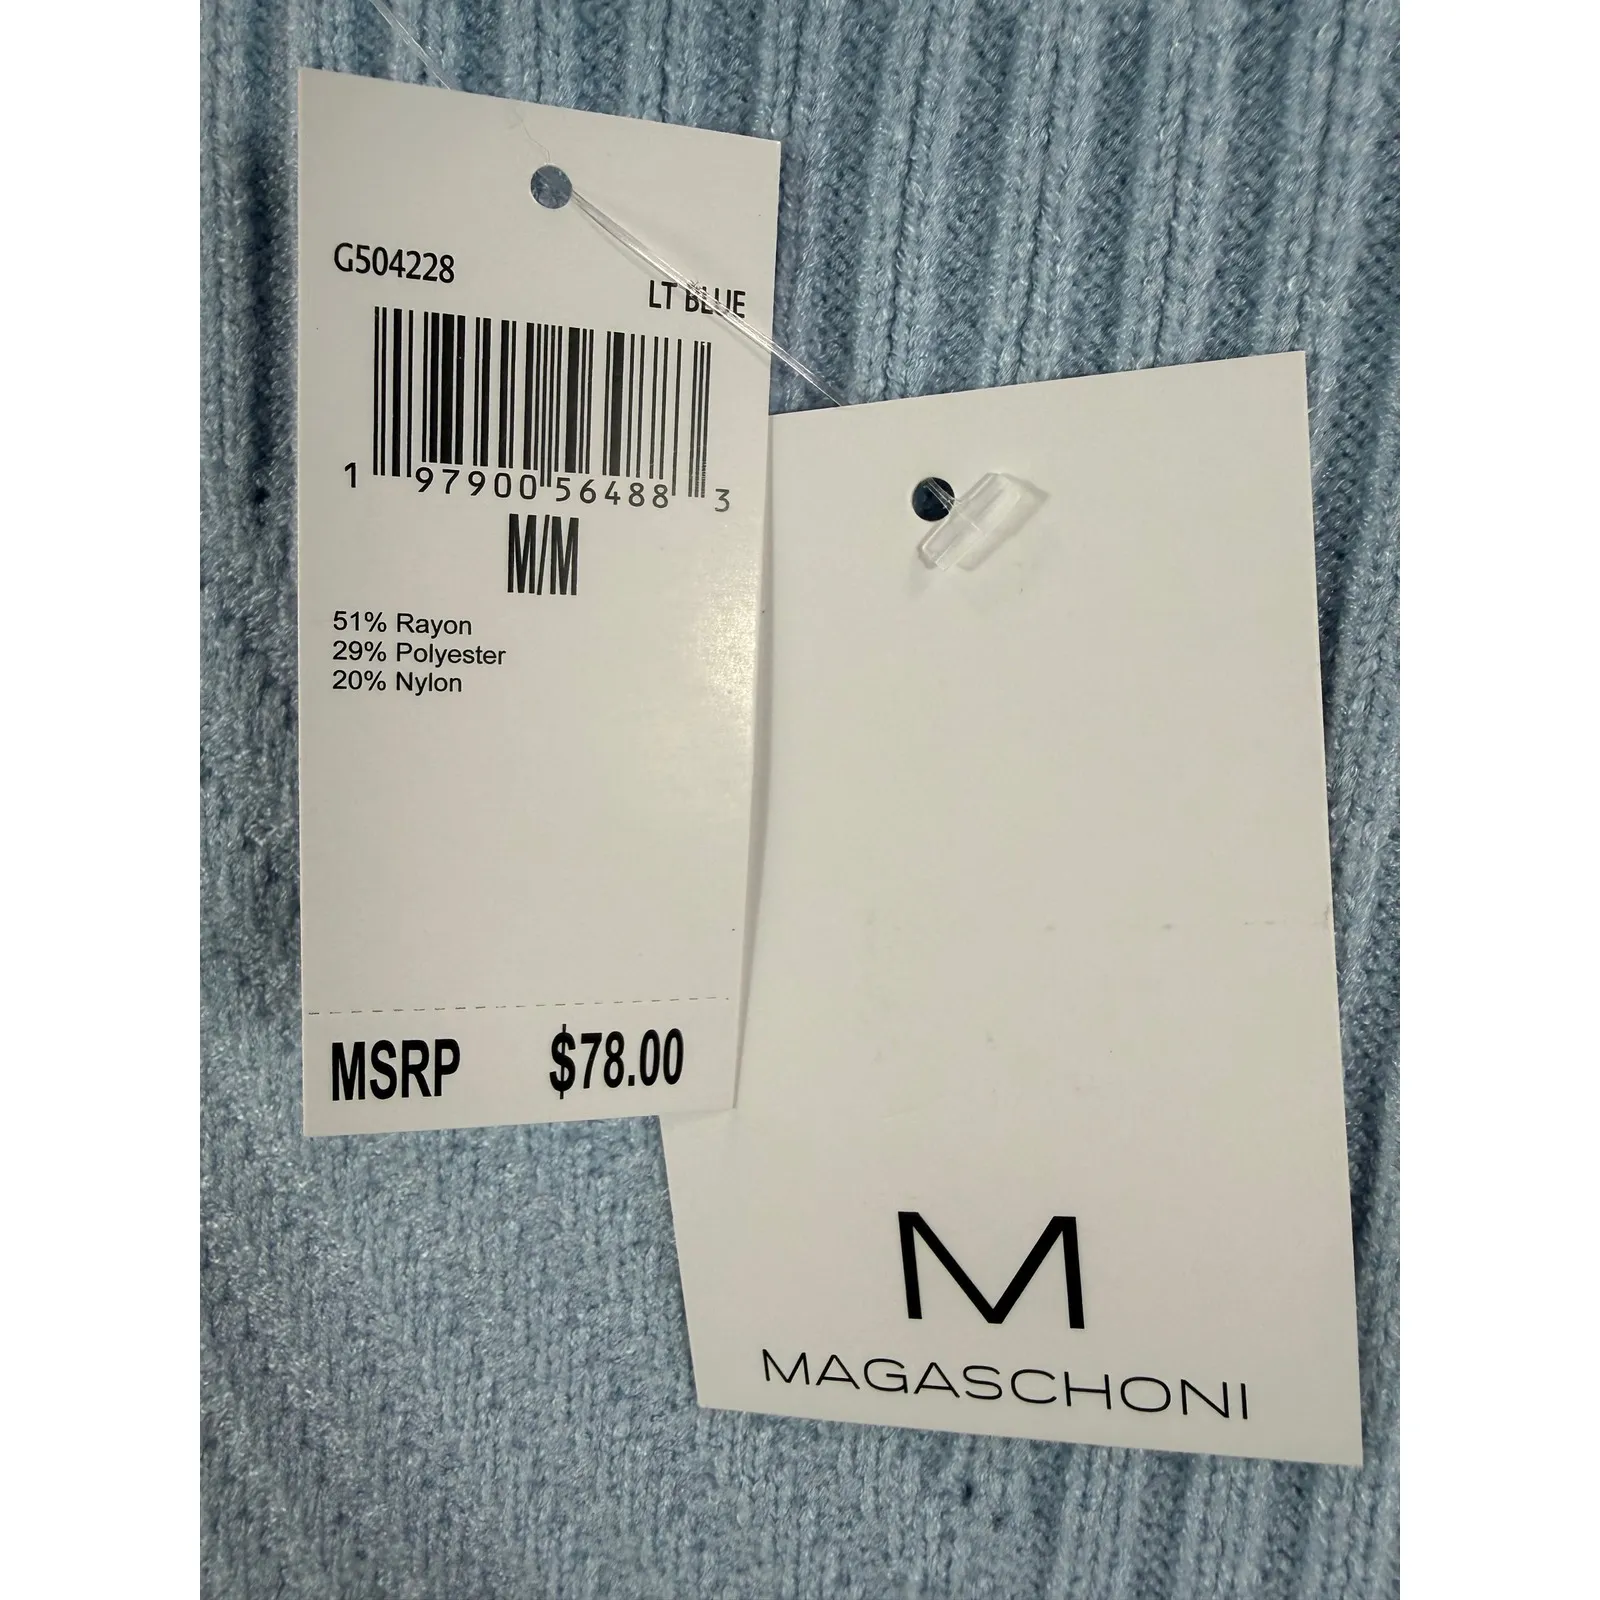 G504228
LT BLUE
1 97900 56488 3
M/M
51% Rayon
29% Polyester
20% Nylon
MSRP $78.00
M
MAGASCHONI